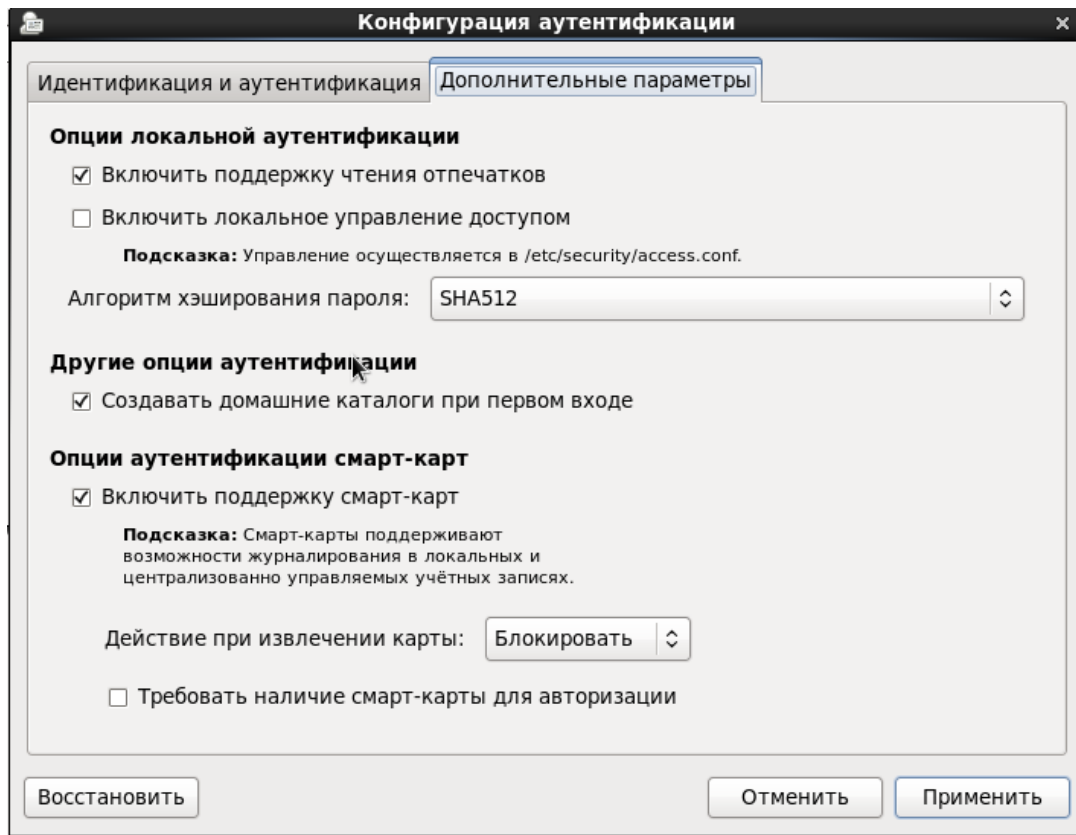 Конфигурация аутентификации
Идентификация и аутентификация
Дополнительные параметры
Опции локальной аутентификации
Включить поддержку чтения отпечатков
Включить локальное управление доступом
Подсказка: Управление осуществляется в /etc/security/access.conf.
Алгоритм хэширования пароля: SHA512
Другие опции аутентификации
Создавать домашние каталоги при первом входе
Опции аутентификации смарт-карт
Включить поддержку смарт-карт
Подсказка: Смарт-карты поддерживают
возможности журналирования в локальных и
централизованно управляемых учётных записях.
Действие при извлечении карты: Блокировать
Требовать наличие смарт-карты для авторизации
Восстановить
Отменить
Применить